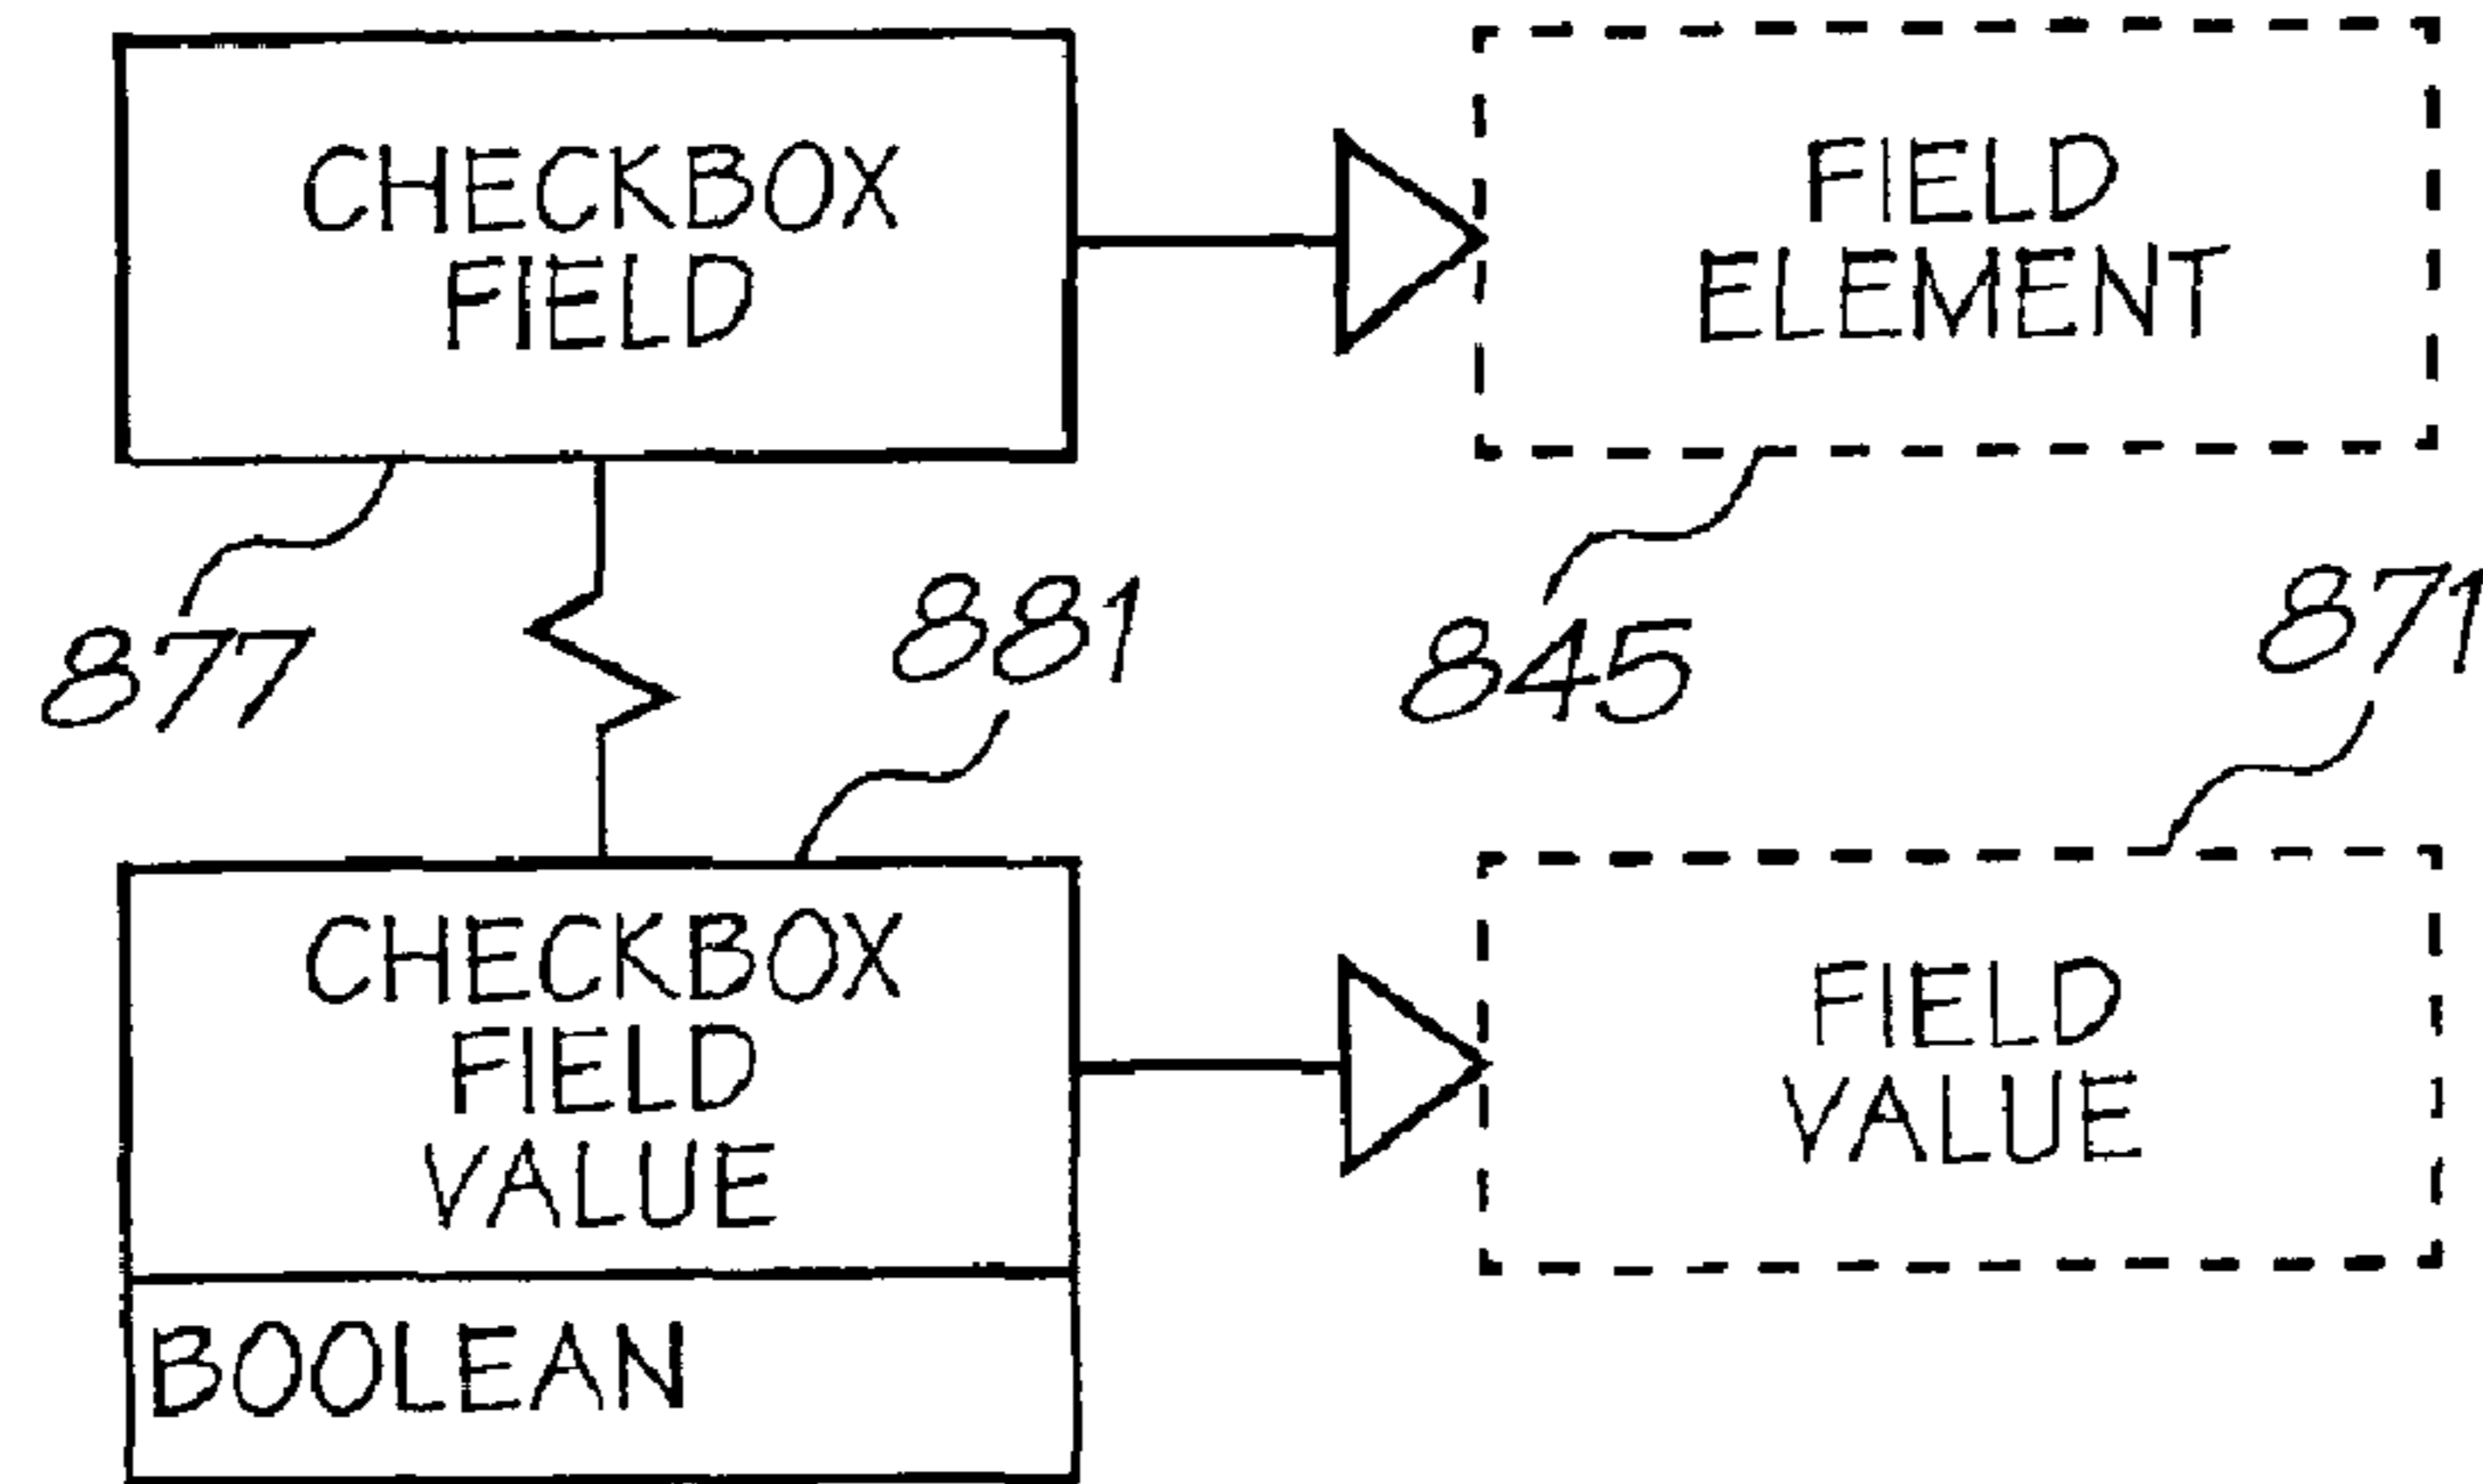 CHECKBOX
FIELD
FIELD
ELEMENT
877
881
845
871
CHECKBOX
FIELD
VALUE
BOOLEAN
FIELD
VALUE